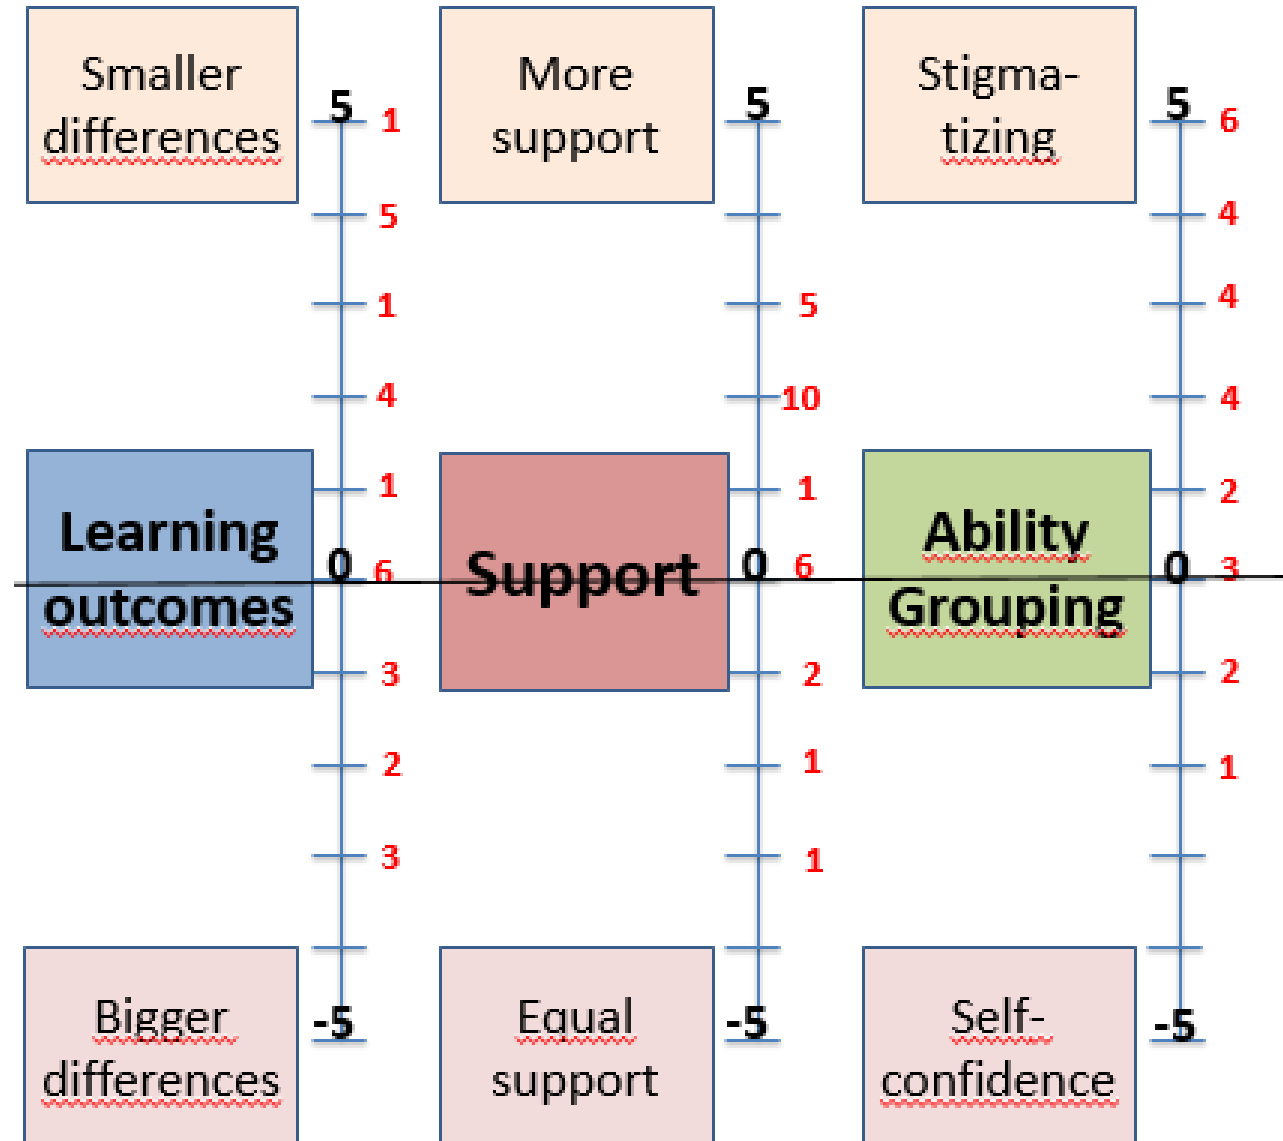 Smaller
differences
5 1
5
1
4
1
Learning
outcomes
0 6
3
2
3
Bigger
differences
-5
More
support
5
5
10
1
Support
0 6
2
1
1
Equal
support
-5
Stigma-
tizing
5 6
4
4
4
2
Ability
Grouping
0 3
2
1
Self-
confidence
-5